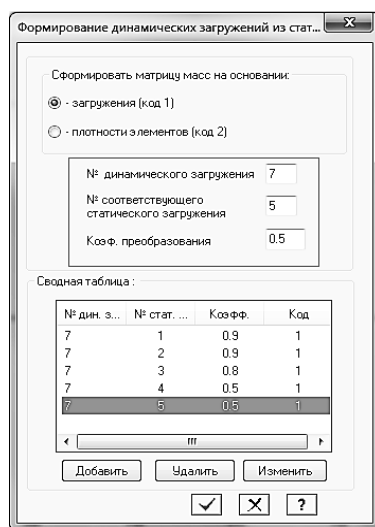 Формирование динамических загружений из стат...
Сформировать матрицу масс на основании:
- загружения (код 1)
- плотности элементов (код 2)
№ динамического загружения 7
№ соответствующего статического загружения 5
Коэф. преобразования 0.5
Сводная таблица :
№ дин. з... № стат. ... Коэфф. Код
7 1 0.9 1
7 2 0.9 1
7 3 0.8 1
7 4 0.5 1
7 5 0.5 1
Добавить Удалить Изменить
?